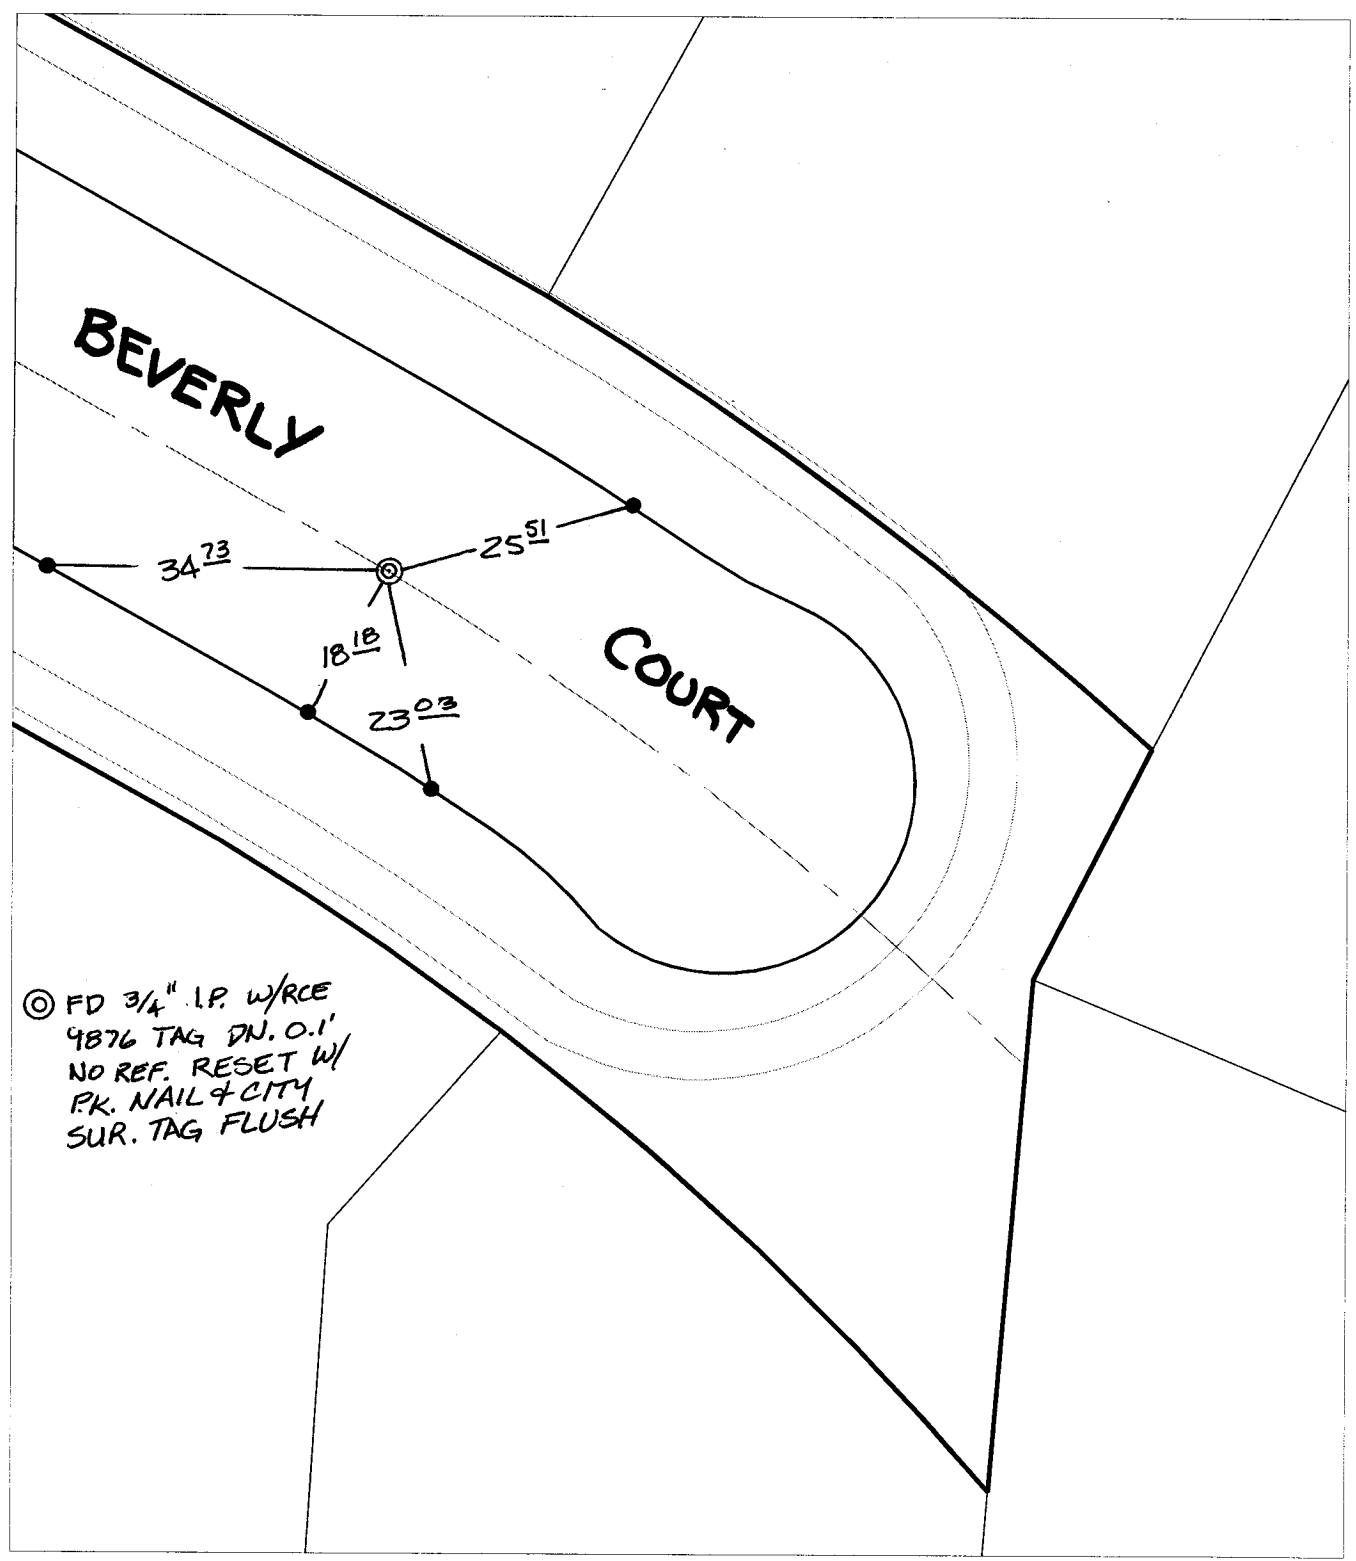 BEVERLY
COURT
34 73
25 51
18 18
23 03
FD 3/4" I.P. W/RCE
9876 TAG DN. 0.1'
NO REF. RESET W/
P.K. NAIL & CITY
SUR. TAG FLUSH